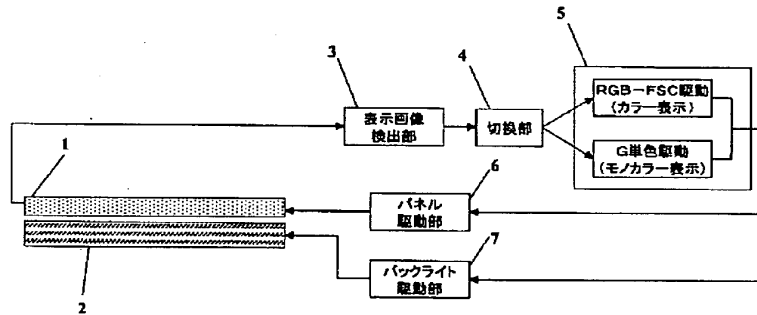 3
4
5
表示画像
検出部
切換部
RGB－FSC駆動
(カラー表示)
G単色駆動
(モノカラー表示)
1
6
パネル
駆動部
7
バックライト
駆動部
2